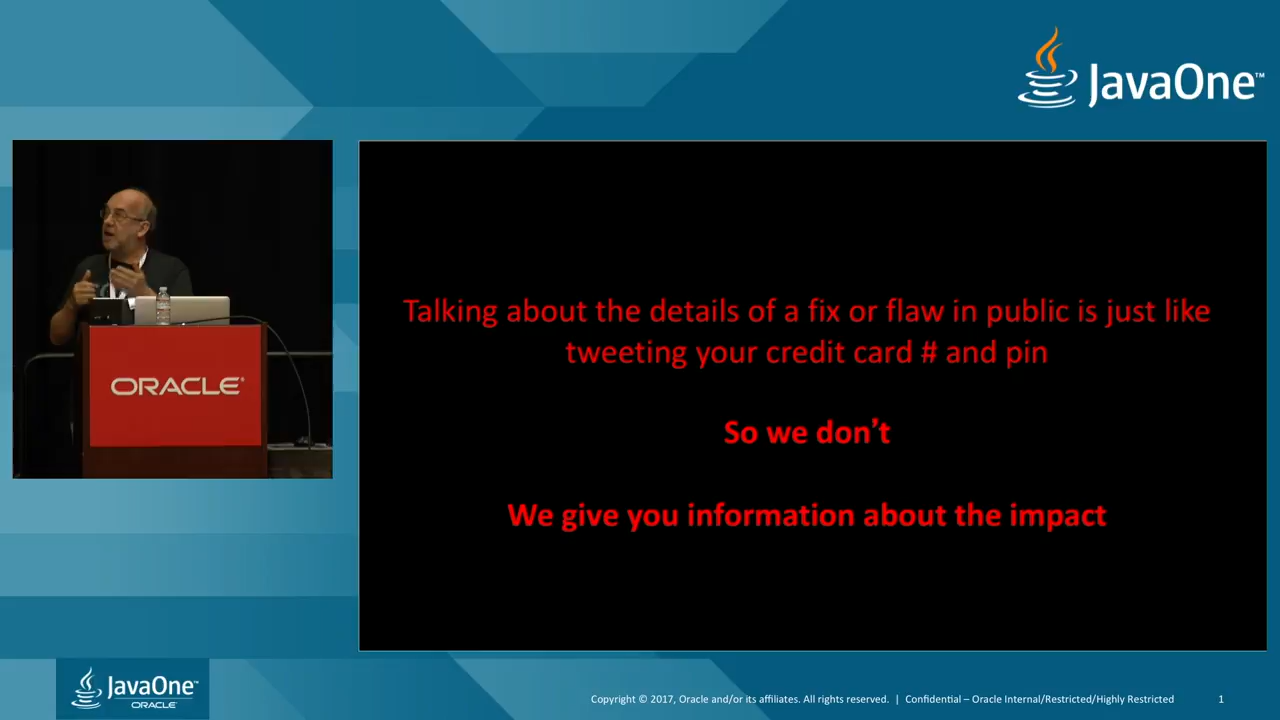 JavaOne™
Talking about the details of a fix or flaw in public is just like
tweeting your credit card # and pin
So we don’t
We give you information about the impact
ORACLE®
JavaOne™
ORACLE
Copyright © 2017, Oracle and/or its affiliates. All rights reserved. | Confidential – Oracle Internal/Restricted/Highly Restricted 1